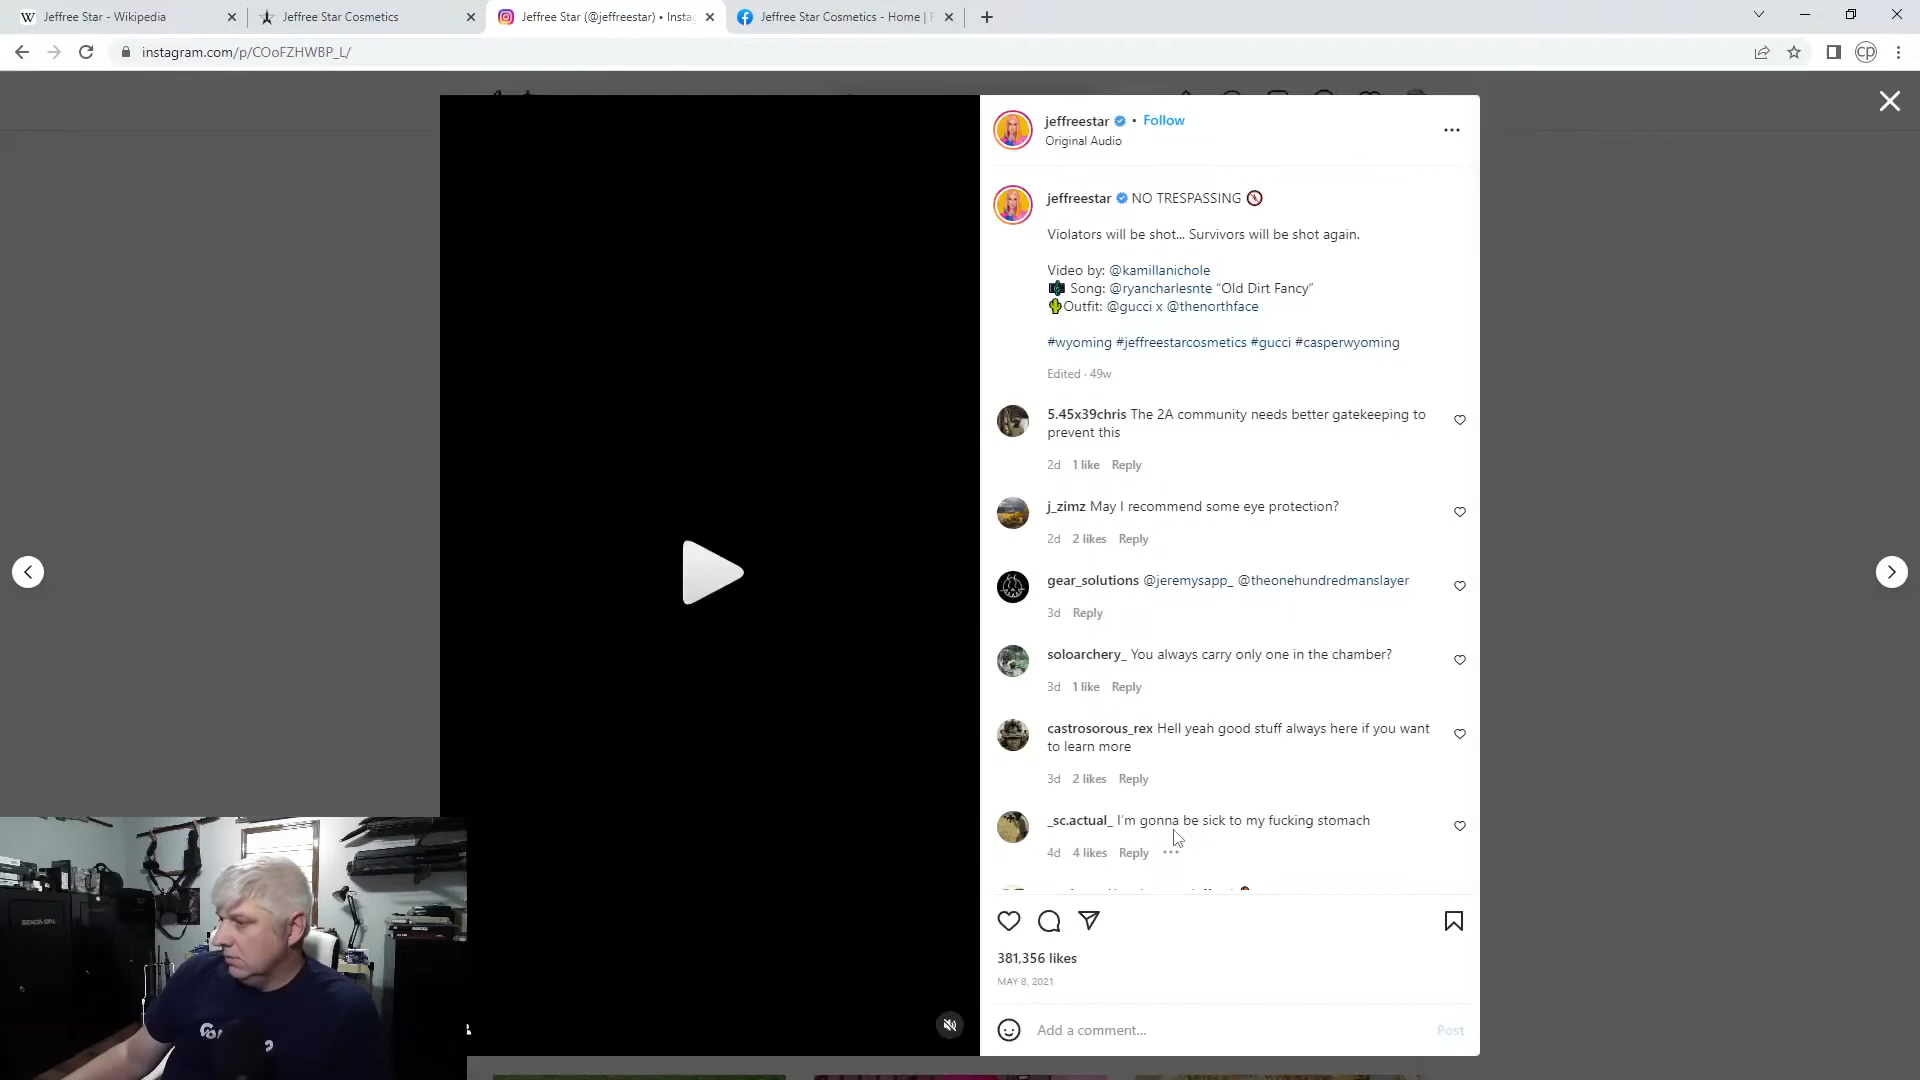 Jeffree Star - Wikipedia
Jeffree Star Cosmetics
Jeffree Star (@jeffreestar) • Insta
Jeffree Star Cosmetics - Home |
instagram.com/p/COoFZHWBP_L/
cp
jeffreestar • Follow
Original Audio
jeffreestar NO TRESPASSING
Violators will be shot... Survivors will be shot again.
Video by: @kamillanichole
Song: @ryancharlesnte “Old Dirt Fancy”
Outfit: @gucci x @thenorthface
#wyoming #jeffreestarcosmetics #gucci #casperwyoming
Edited · 49w
5.45x39chris The 2A community needs better gatekeeping to
prevent this
2d 1 like Reply
j_zimz May I recommend some eye protection?
2d 2 likes Reply
gear_solutions @jeremysapp_ @theonehundredmanslayer
3d Reply
soloarchery_ You always carry only one in the chamber?
3d 1 like Reply
castrosorous_rex Hell yeah good stuff always here if you want
to learn more
3d 2 likes Reply
_sc.actual_ I'm gonna be sick to my fucking stomach
4d 4 likes Reply
381,356 likes
MAY 8, 2021
Add a comment...
Post
STACK-ON